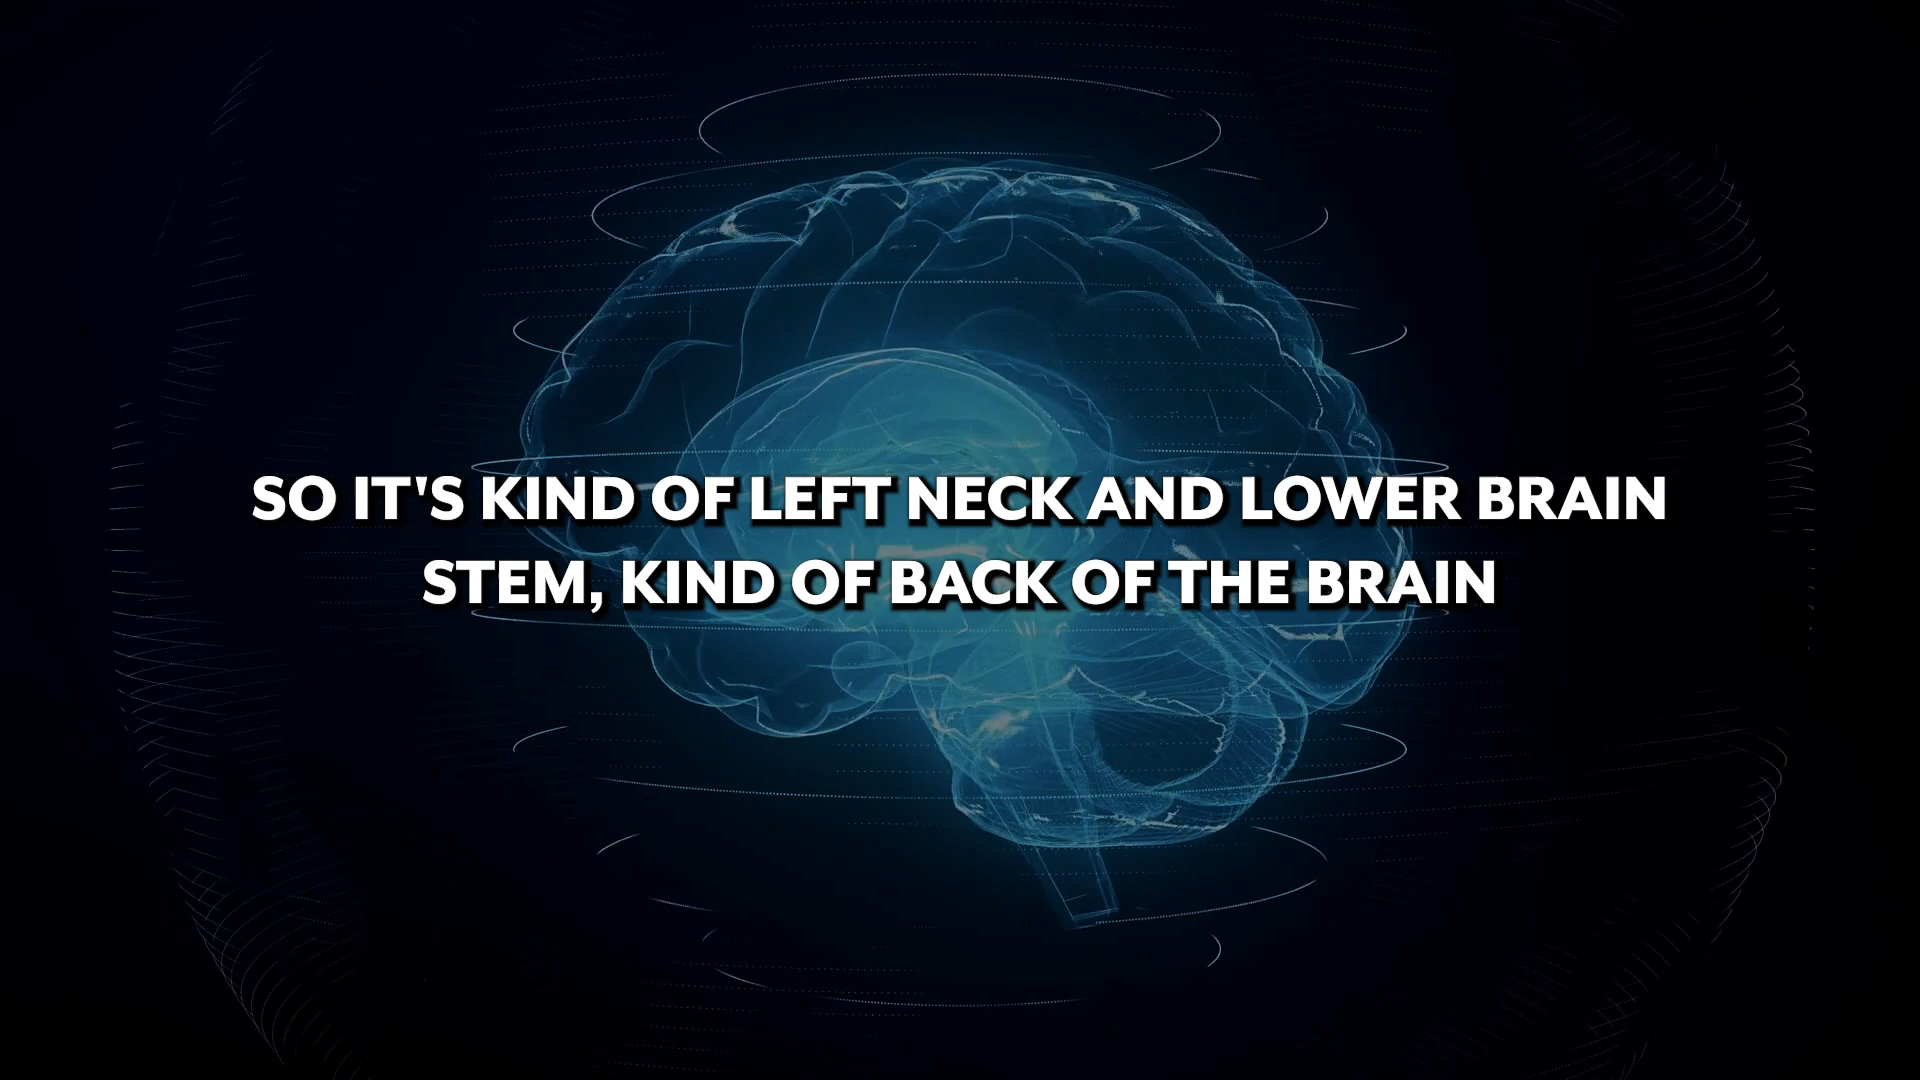 SO IT'S KIND OF LEFT NECK AND LOWER BRAIN
STEM, KIND OF BACK OF THE BRAIN